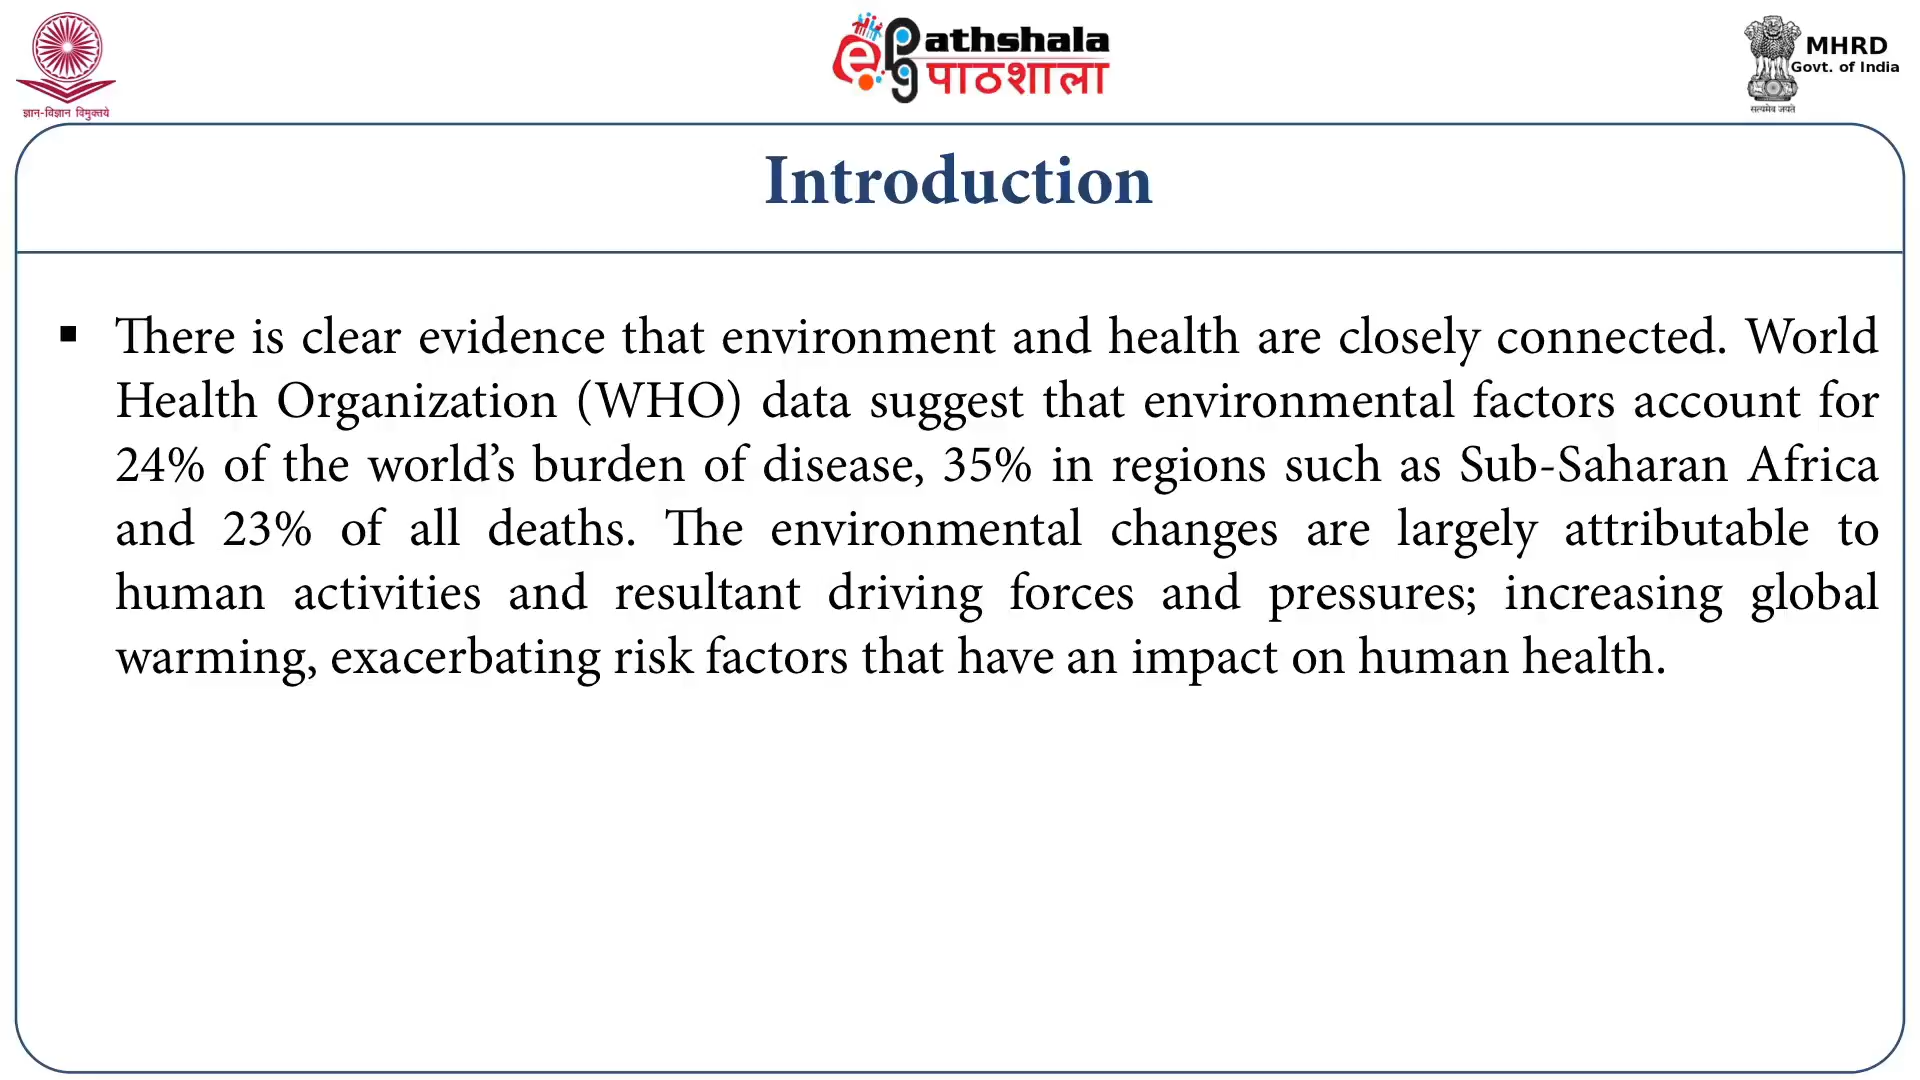 ज्ञान-विज्ञान विमुक्तये
e
pg
athshala
पाठशाला
MHRD
Govt. of India
सत्यमेव जयते
Introduction
▪ There is clear evidence that environment and health are closely connected. World
Health Organization (WHO) data suggest that environmental factors account for
24% of the world’s burden of disease, 35% in regions such as Sub-Saharan Africa
and 23% of all deaths. The environmental changes are largely attributable to
human activities and resultant driving forces and pressures; increasing global
warming, exacerbating risk factors that have an impact on human health.